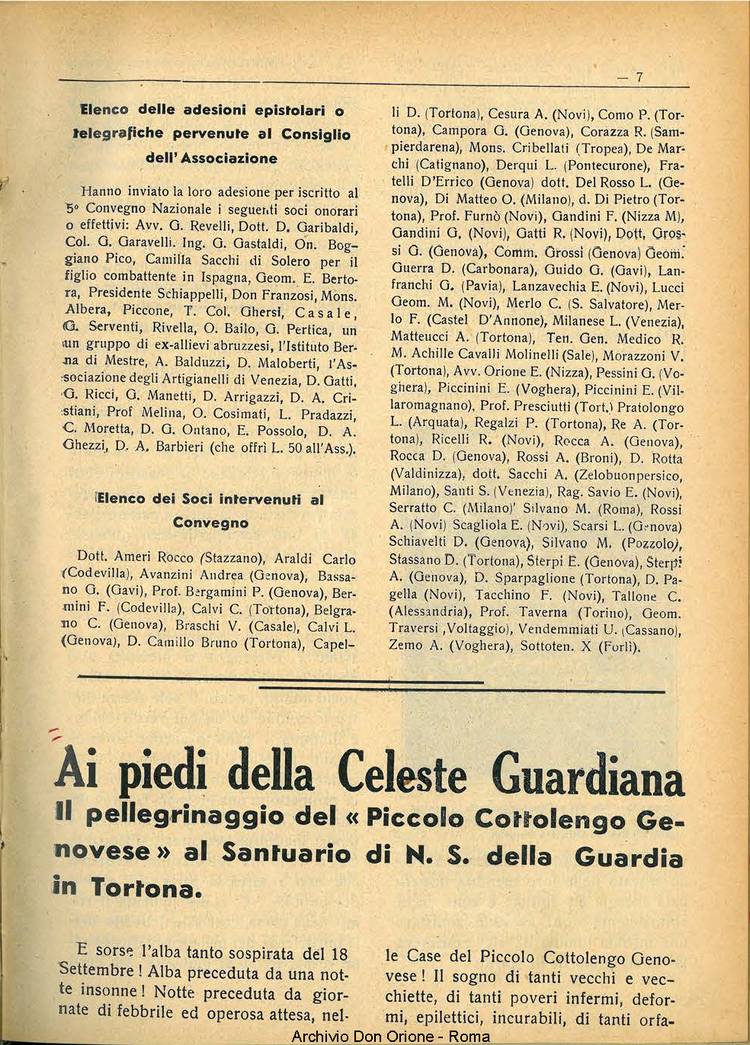 — 7
Elenco delle adesioni epistolari o
telegrafiche pervenute al Consiglio
dell'Associazione
Hanno inviato la loro adesione per iscritto al
5º Convegno Nazionale i seguenti soci onorari
o effettivi: Avv. G. Revelli, Dott. D. Garibaldi,
Col. G. Garavelli. Ing. G. Gastaldi, On. Bog-
giano Pico, Camilla Sacchi di Solero per il
figlio combattente in Ispagna, Geom. E. Berto-
ra, Presidente Schiappelli, Don Franzosi, Mons.
Albera, Piccone, T. Col. Ghersi, Casale,
G. Serventi, Rivella, O. Bailo, G. Pertica, un
un gruppo di ex-allievi abruzzesi, l'Istituto Ber-
na di Mestre, A. Balduzzi, D. Maloberti, l'As-
sociazione degli Artigianelli di Venezia, D. Gatti,
G. Ricci, G. Manetti, D. Arrigazzi, D. A. Cri-
stiani, Prof Melina, O. Cosimati, L. Pradazzi,
C. Moretta, D. G. Ontano, E. Possolo, D. A.
Ghezzi, D. A. Barbieri (che offrì L. 50 all'Ass.).
Elenco dei Soci intervenuti al
Convegno
Dott. Ameri Rocco (Stazzano), Araldi Carlo
(Codevilla), Avanzini Andrea (Genova), Bassa-
no G. (Gavi), Prof. Bergamini P. (Genova), Ber-
mini F. (Codevilla), Calvi C. (Tortona), Belgra-
no C. (Genova), Braschi V. (Casale), Calvi L.
(Genova), D. Camillo Bruno (Tortona), Capel-
li D. (Tortona), Cesura A. (Novi), Como P. (Tor-
tona), Campora G. (Genova), Corazza R. (Sam-
pierdarena), Mons. Cribellati (Tropea), De Mar-
chi (Catignano), Derqui L. (Pontecurone), Fra-
telli D'Errico (Genova) dott. Del Rosso L. (Ge-
nova), Di Matteo O. (Milano), d. Di Pietro (Tor-
tona), Prof. Furnò (Novi), Gandini F. (Nizza M),
Gandini G, (Novi), Gatti R. (Novi), Dott, Gros-
si G. (Genova), Comm. Grossi (Genova) Geom.
Guerra D. (Carbonara), Guido G. (Gavi), Lan-
franchi G. (Pavia), Lanzavechia E. (Novi), Lucci
Geom. M. (Novi), Merlo C. (S. Salvatore), Mer-
lo F. (Castel D'Annone), Milanese L. (Venezia),
Matteucci A. (Tortona), Ten. Gen. Medico R.
M. Achille Cavalli Molinelli (Sale), Morazzoni V.
(Tortona), Avv. Orione E. (Nizza), Pessini G. (Vo-
ghera), Piccinini E. (Voghera), Piccinini E. (Vil-
laromagnano), Prof. Presciutti (Tort.) Pratolongo
L. (Arquata), Regalzi P. (Tortona), Re A. (Tor-
tona), Ricelli R. (Novi), Rocca A. (Genova),
Rocca D. (Genova), Rossi A. (Broni), D. Rotta
(Valdinizza), dott. Sacchi A. (Zelobuonpersico,
Milano), Santi S. (Venezia), Rag. Savio E. (Novi),
Serratto C. (Milano)' Silvano M. (Roma), Rossi
A. (Novi) Scagliola E. (Novi), Scarsi L. (Genova)
Schiavelti D. (Genova), Silvano M. (Pozzolo),
Stassano D. (Tortona), Sterpi E. (Genova), Sterpi
A. (Genova), D. Sparpaglione (Tortona), D. Pa-
gella (Novi), Tacchino F. (Novi), Tallone C.
(Alessandria), Prof. Taverna (Torino), Geom.
Traversi ,Voltaggio), Vendemmiati U. (Cassano),
Zemo A. (Voghera), Sottoten. X (Forlì).
Ai piedi della Celeste Guardiana
Il pellegrinaggio del « Piccolo Cottolengo Ge-
novese » al Santuario di N. S. della Guardia
in Tortona.
E sorse l'alba tanto sospirata del 18
Settembre ! Alba preceduta da una not-
te insonne ! Notte preceduta da gior-
nate di febbrile ed operosa attesa, nel-
le Case del Piccolo Cottolengo Geno-
vese ! Il sogno di tanti vecchi e vec-
chiette, di tanti poveri infermi, defor-
mi, epilettici, incurabili, di tanti orfa-
Archivio Don Orione - Roma